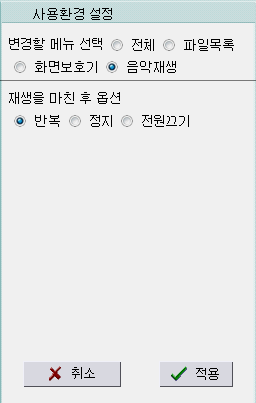 사용환경 설정
변경할 메뉴 선택 전체 파일목록
화면보호기 음악재생
재생을 마친 후 옵션
반복 정지 전원끄기
취소 적용